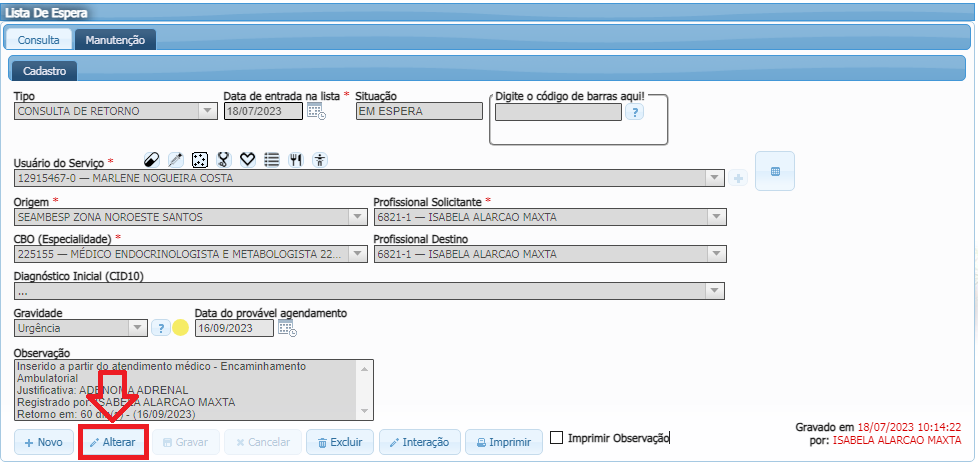 Lista De Espera
Consulta Manutenção
Cadastro
Tipo Data de entrada na lista * Situação Digite o código de barras aqui!
CONSULTA DE RETORNO 18/07/2023 EM ESPERA ?
Usuário do Serviço *
12915467-0 — MARLENE NOGUEIRA COSTA +
Origem * Profissional Solicitante *
SEAMBESP ZONA NOROESTE SANTOS 6821-1 — ISABELA ALARCAO MAXTA
CBO (Especialidade) * Profissional Destino
225155 — MÉDICO ENDOCRINOLOGISTA E METABOLOGISTA 22... 6821-1 — ISABELA ALARCAO MAXTA
Diagnóstico Inicial (CID10)
...
Gravidade Data do provável agendamento
Urgência ? 16/09/2023
Observação
Inserido a partir do atendimento médico - Encaminhamento
Ambulatorial
Justificativa: ADENOMA ADRENAL
Registrado por: ISABELA ALARCAO MAXTA
Retorno em: 60 dia(s) - (16/09/2023)
+ Novo Alterar Gravar × Cancelar Excluir Interação Imprimir Imprimir Observação
Gravado em 18/07/2023 10:14:22
por: ISABELA ALARCAO MAXTA